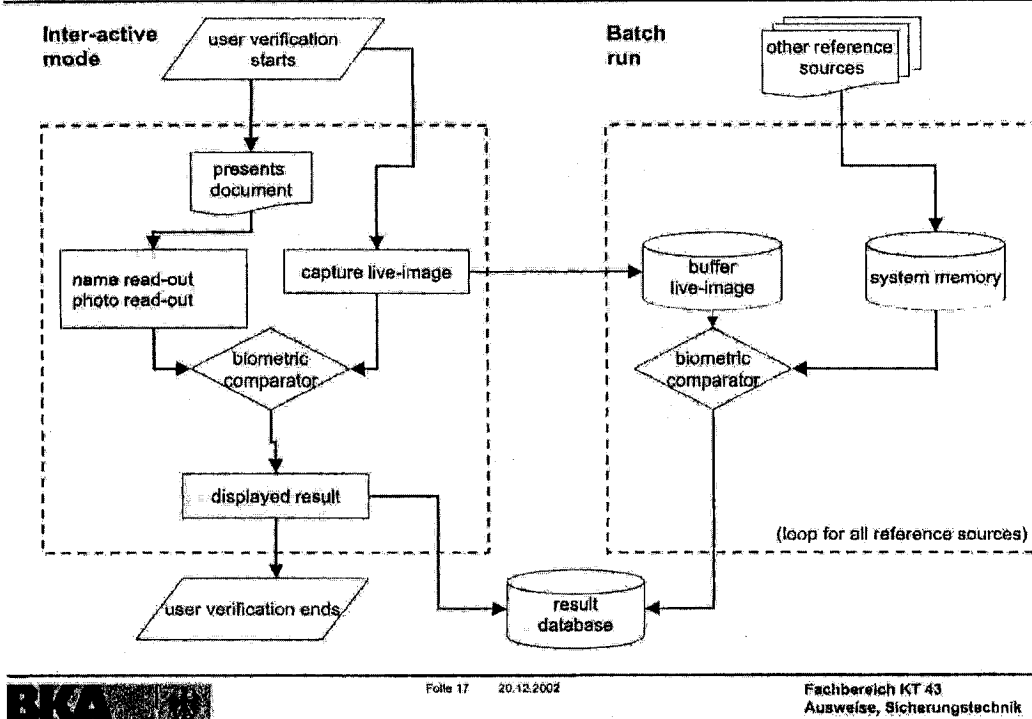 Inter-active
mode
user verification
starts
presents
document
name read-out
photo read-out
capture live-image
biometric
comparator
displayed result
user verification ends
Batch
run
other reference
sources
buffer
live-image
system memory
biometric
comparator
(loop for all reference sources)
result
database
BKA
Folie 17 20.12.2002
Fachbereich KT 43
Ausweise, Sicherungstechnik